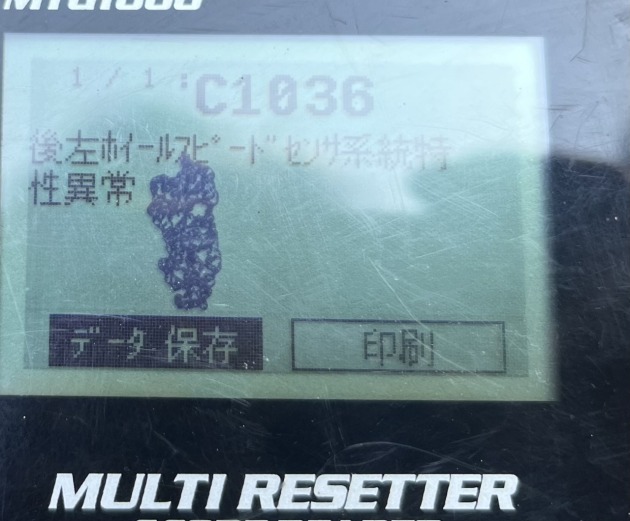 1/1:C1036
後左ホイールスピードセンサ系統特
性異常
データ保存 印刷
MULTI RESETTER